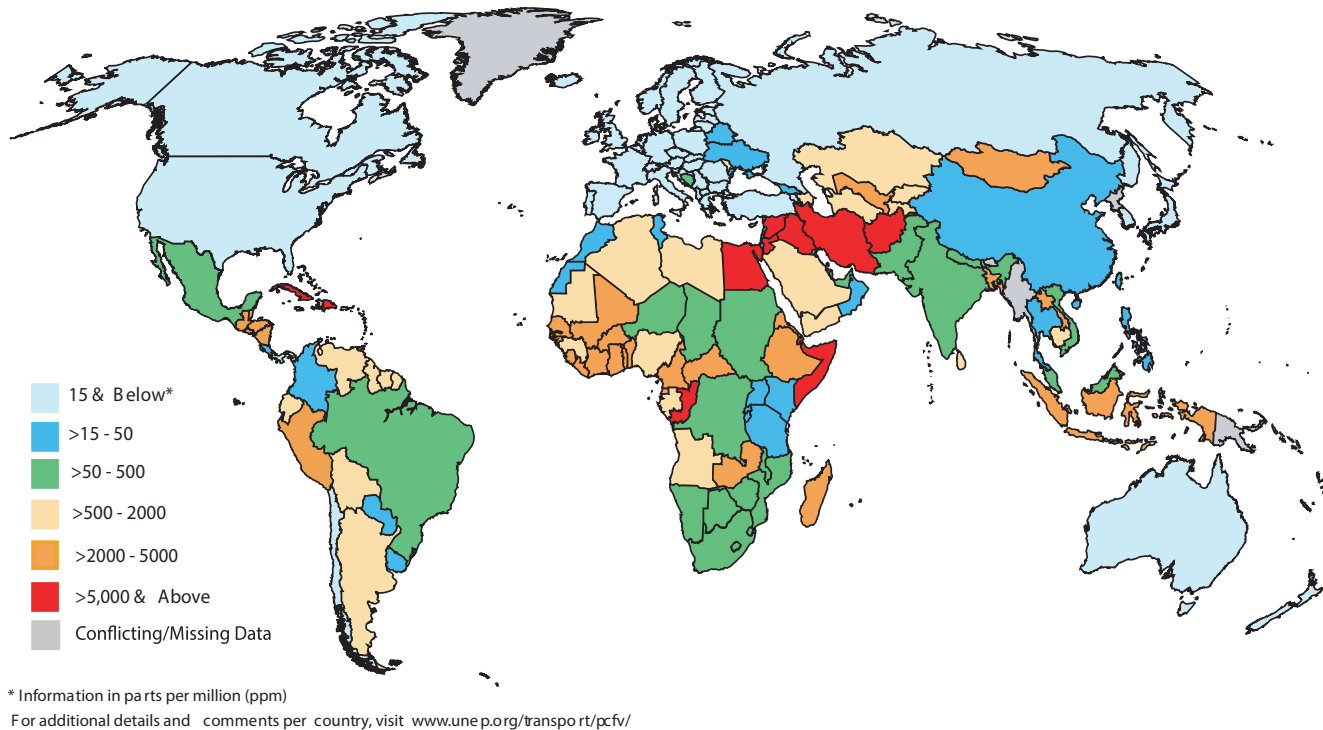 15 & Below*
>15 - 50
>50 - 500
>500 - 2000
>2000 - 5000
>5,000 & Above
Conflicting/Missing Data
* Information in parts per million (ppm)
For additional details and comments per country, visit www.unep.org/transport/pcfv/